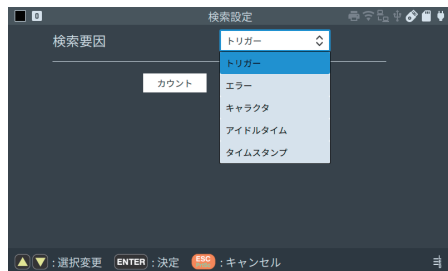 0 検索設定
検索要因 トリガー
トリガー
カウント エラー
キャラクタ
アイドルタイム
タイムスタンプ
:選択変更 ENTER :決定 ESC :キャンセル